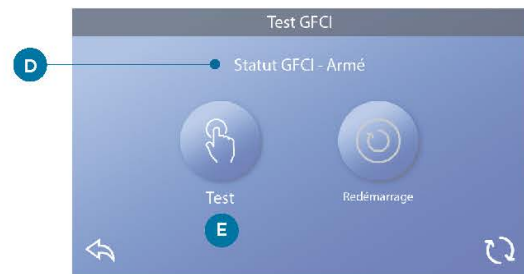 Test GFCI
D
Statut GFCI - Armé
Test
Redémarrage
E